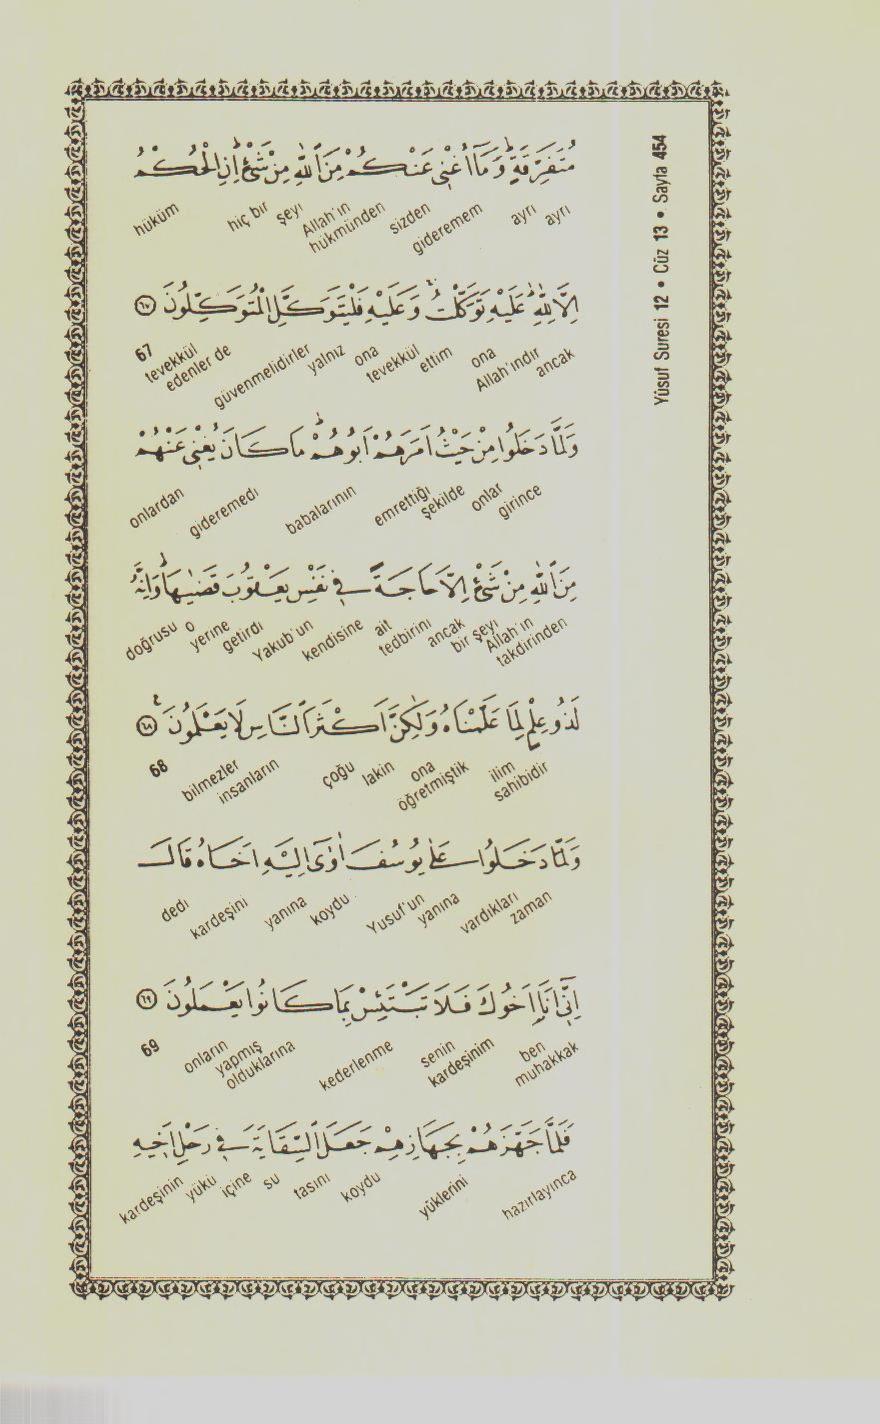 Yûsuf Suresi 12 • Cüz 13 • Sayfa 454
مُتَفَرِّقَةٍۜ وَمَٓا اُغْن۪ي عَنْكُمْ مِنَ اللّٰهِ مِنْ شَيْءٍۜ اِنِ الْحُكْمُ
ayrı ayrı gideremem sizden Allah'ın hükmünden şeyi hiç bir hüküm
اِلَّا لِلّٰهِۜ عَلَيْهِ تَوَكَّلْتُۚ وَعَلَيْهِ فَلْيَتَوَكَّلِ الْمُتَوَكِّلُونَ ﴿٦٧﴾
ancak Allah'ındır ona ettim tevekkül ona yalnız güvenmelidirler tevekkül edenler de 67
وَلَمَّا دَخَلُوا مِنْ حَيْثُ اَمَرَهُمْ اَبُوهُمْۜ مَا كَانَ يُغْن۪ي عَنْهُمْ
girince onlar emrettiği şekilde babalarının gideremedi onlardan
مِنَ اللّٰهِ مِنْ شَيْءٍ اِلَّا حَاجَةً ف۪ي نَفْسِ يَعْقُوبَ قَضٰيهَاۜ وَاِنَّهُ
Allah'ın takdirinden bir şeyi ancak tedbirini ait kendisine Yakub'un yerine getirdi o doğrusu
لَذُو عِلْمٍ لِمَا عَلَّمْنَاهُ وَلٰكِنَّ اَكْثَرَ النَّاسِ لَا يَعْلَمُونَ۟ ﴿٦٨﴾
ilim sahibidir ona öğretmiştik lakin çoğu insanların bilmezler 68
وَلَمَّا دَخَلُوا عَلٰى يُوسُفَ اٰوٰٓى اِلَيْهِ اَخَاهُ قَالَ
zaman vardıkları yanına Yusuf'un koydu yanına kardeşini dedi
اِنّ۪ٓي اَنَا۬ اَخُوكَ فَلَا تَبْتَئِسْ بِمَا كَانُوا يَعْمَلُونَ ﴿٦٩﴾
muhakkak ben kardeşinim senin kederlenme onların yapmış olduklarına 69
فَلَمَّا جَهَّزَهُمْ بِجَهَازِهِمْ جَعَلَ السِّقَايَةَ ف۪ي رَحْلِ اَخ۪يهِ
hazırlayınca yüklerini koydu tasını su içine yükü kardeşinin